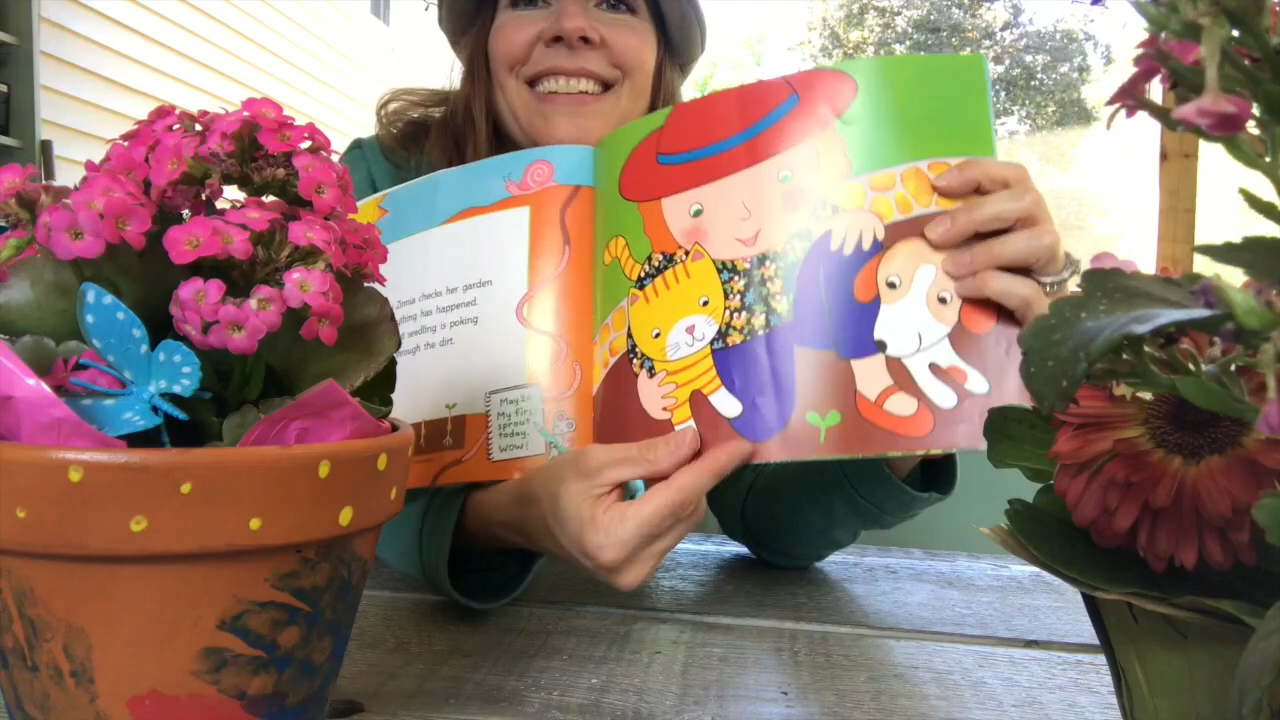 Zinnia checks her garden
has happened.
seedling is poking
through the dirt.
May 2
My first
sprout
today.
WOW!